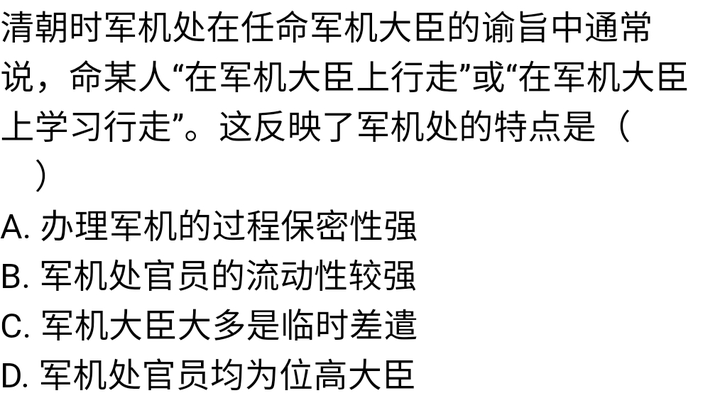 清朝时军机处在任命军机大臣的谕旨中通常
说，命某人“在军机大臣上行走”或“在军机大臣
上学习行走”。这反映了军机处的特点是（
）
A. 办理军机的过程保密性强
B. 军机处官员的流动性较强
C. 军机大臣大多是临时差遣
D. 军机处官员均为位高大臣